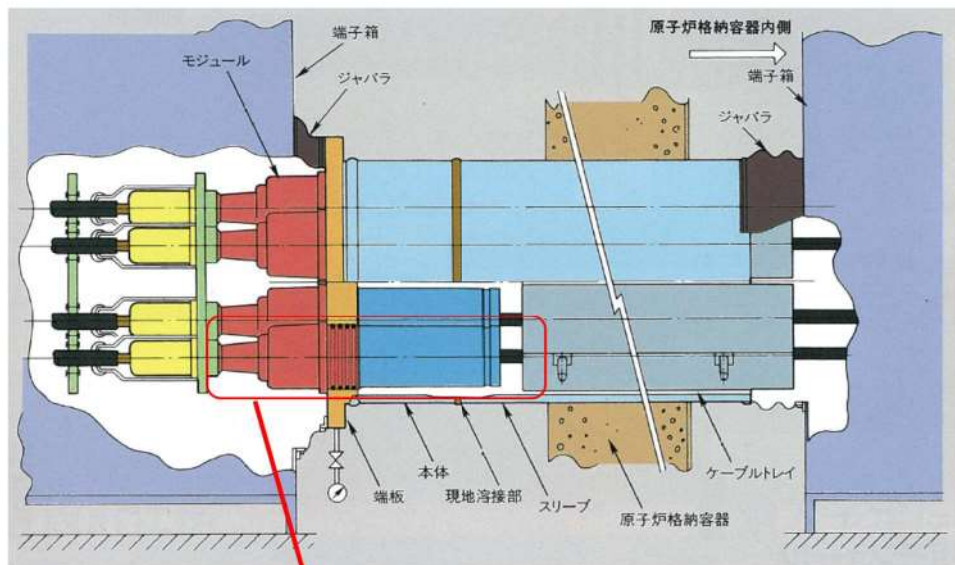 端子箱
原子炉格納容器内側
モジュール
ジャバラ
端子箱
ジャバラ
本体
端板
現地溶接部
スリーブ
原子炉格納容器
ケーブルトレイ